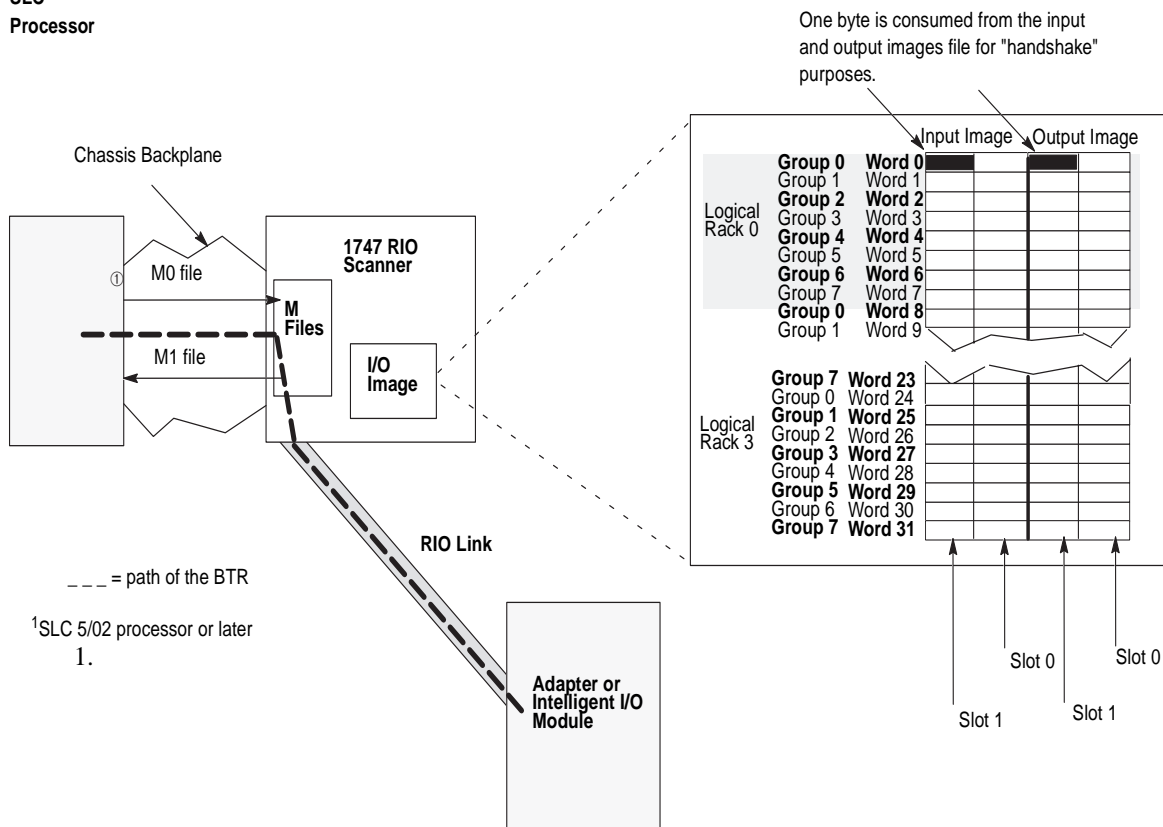 Processor
One byte is consumed from the input
and output images file for "handshake"
purposes.
Chassis Backplane
Input Image Output Image
Group 0 Word 0
Group 1 Word 1
Group 2 Word 2
Logical
Rack 0
Group 3 Word 3
Group 4 Word 4
Group 5 Word 5
Group 6 Word 6
Group 7 Word 7
Group 0 Word 8
Group 1 Word 9
① M0 file
1747 RIO
Scanner
M
Files
M1 file
I/O
Image
Group 7 Word 23
Group 0 Word 24
Group 1 Word 25
Logical
Rack 3
Group 2 Word 26
Group 3 Word 27
Group 4 Word 28
Group 5 Word 29
Group 6 Word 30
Group 7 Word 31
RIO Link
_ _ _ = path of the BTR
1SLC 5/02 processor or later
1.
Slot 0
Slot 0
Slot 1
Slot 1
Adapter or
Intelligent I/O
Module